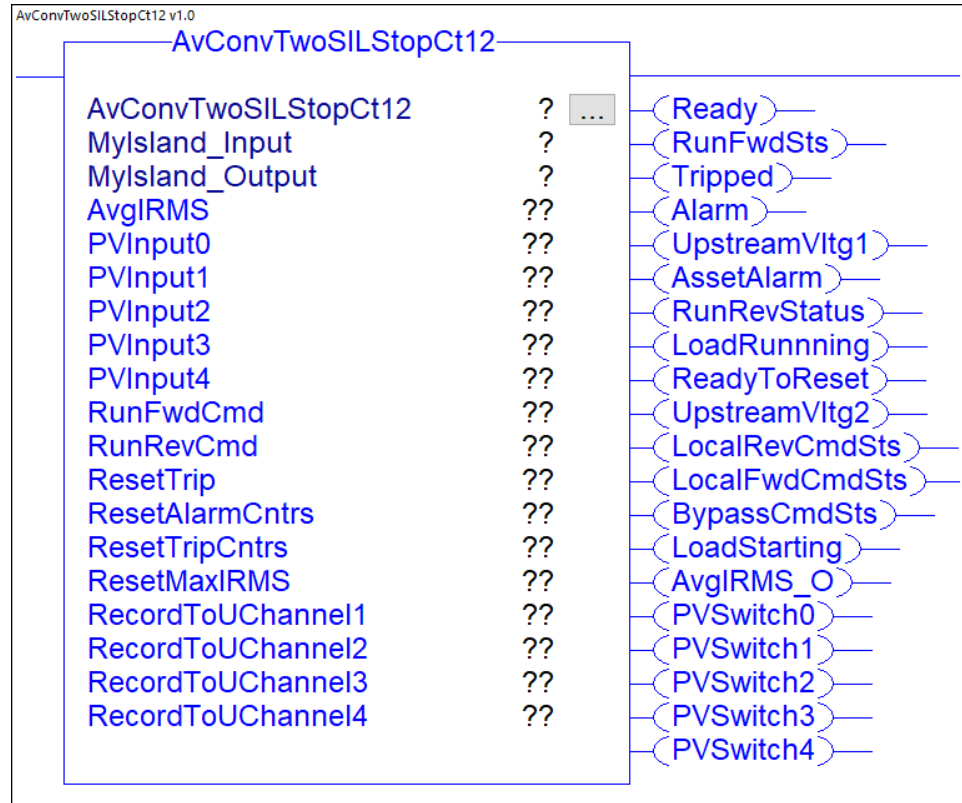 AvConvTwoSILStopCt12 v1.0
AvConvTwoSILStopCt12
AvConvTwoSILStopCt12 ? ... Ready
MyIsland_Input ? RunFwdSts
MyIsland_Output ? Tripped
AvgIRMS ?? Alarm
PVInput0 ?? UpstreamVltg1
PVInput1 ?? AssetAlarm
PVInput2 ?? RunRevStatus
PVInput3 ?? LoadRunnning
PVInput4 ?? ReadyToReset
RunFwdCmd ?? UpstreamVltg2
RunRevCmd ?? LocalRevCmdSts
ResetTrip ?? LocalFwdCmdSts
ResetAlarmCntrs ?? BypassCmdSts
ResetTripCntrs ?? LoadStarting
ResetMaxIRMS ?? AvgIRMS_O
RecordToUChannel1 ?? PVSwitch0
RecordToUChannel2 ?? PVSwitch1
RecordToUChannel3 ?? PVSwitch2
RecordToUChannel4 ?? PVSwitch3
PVSwitch4